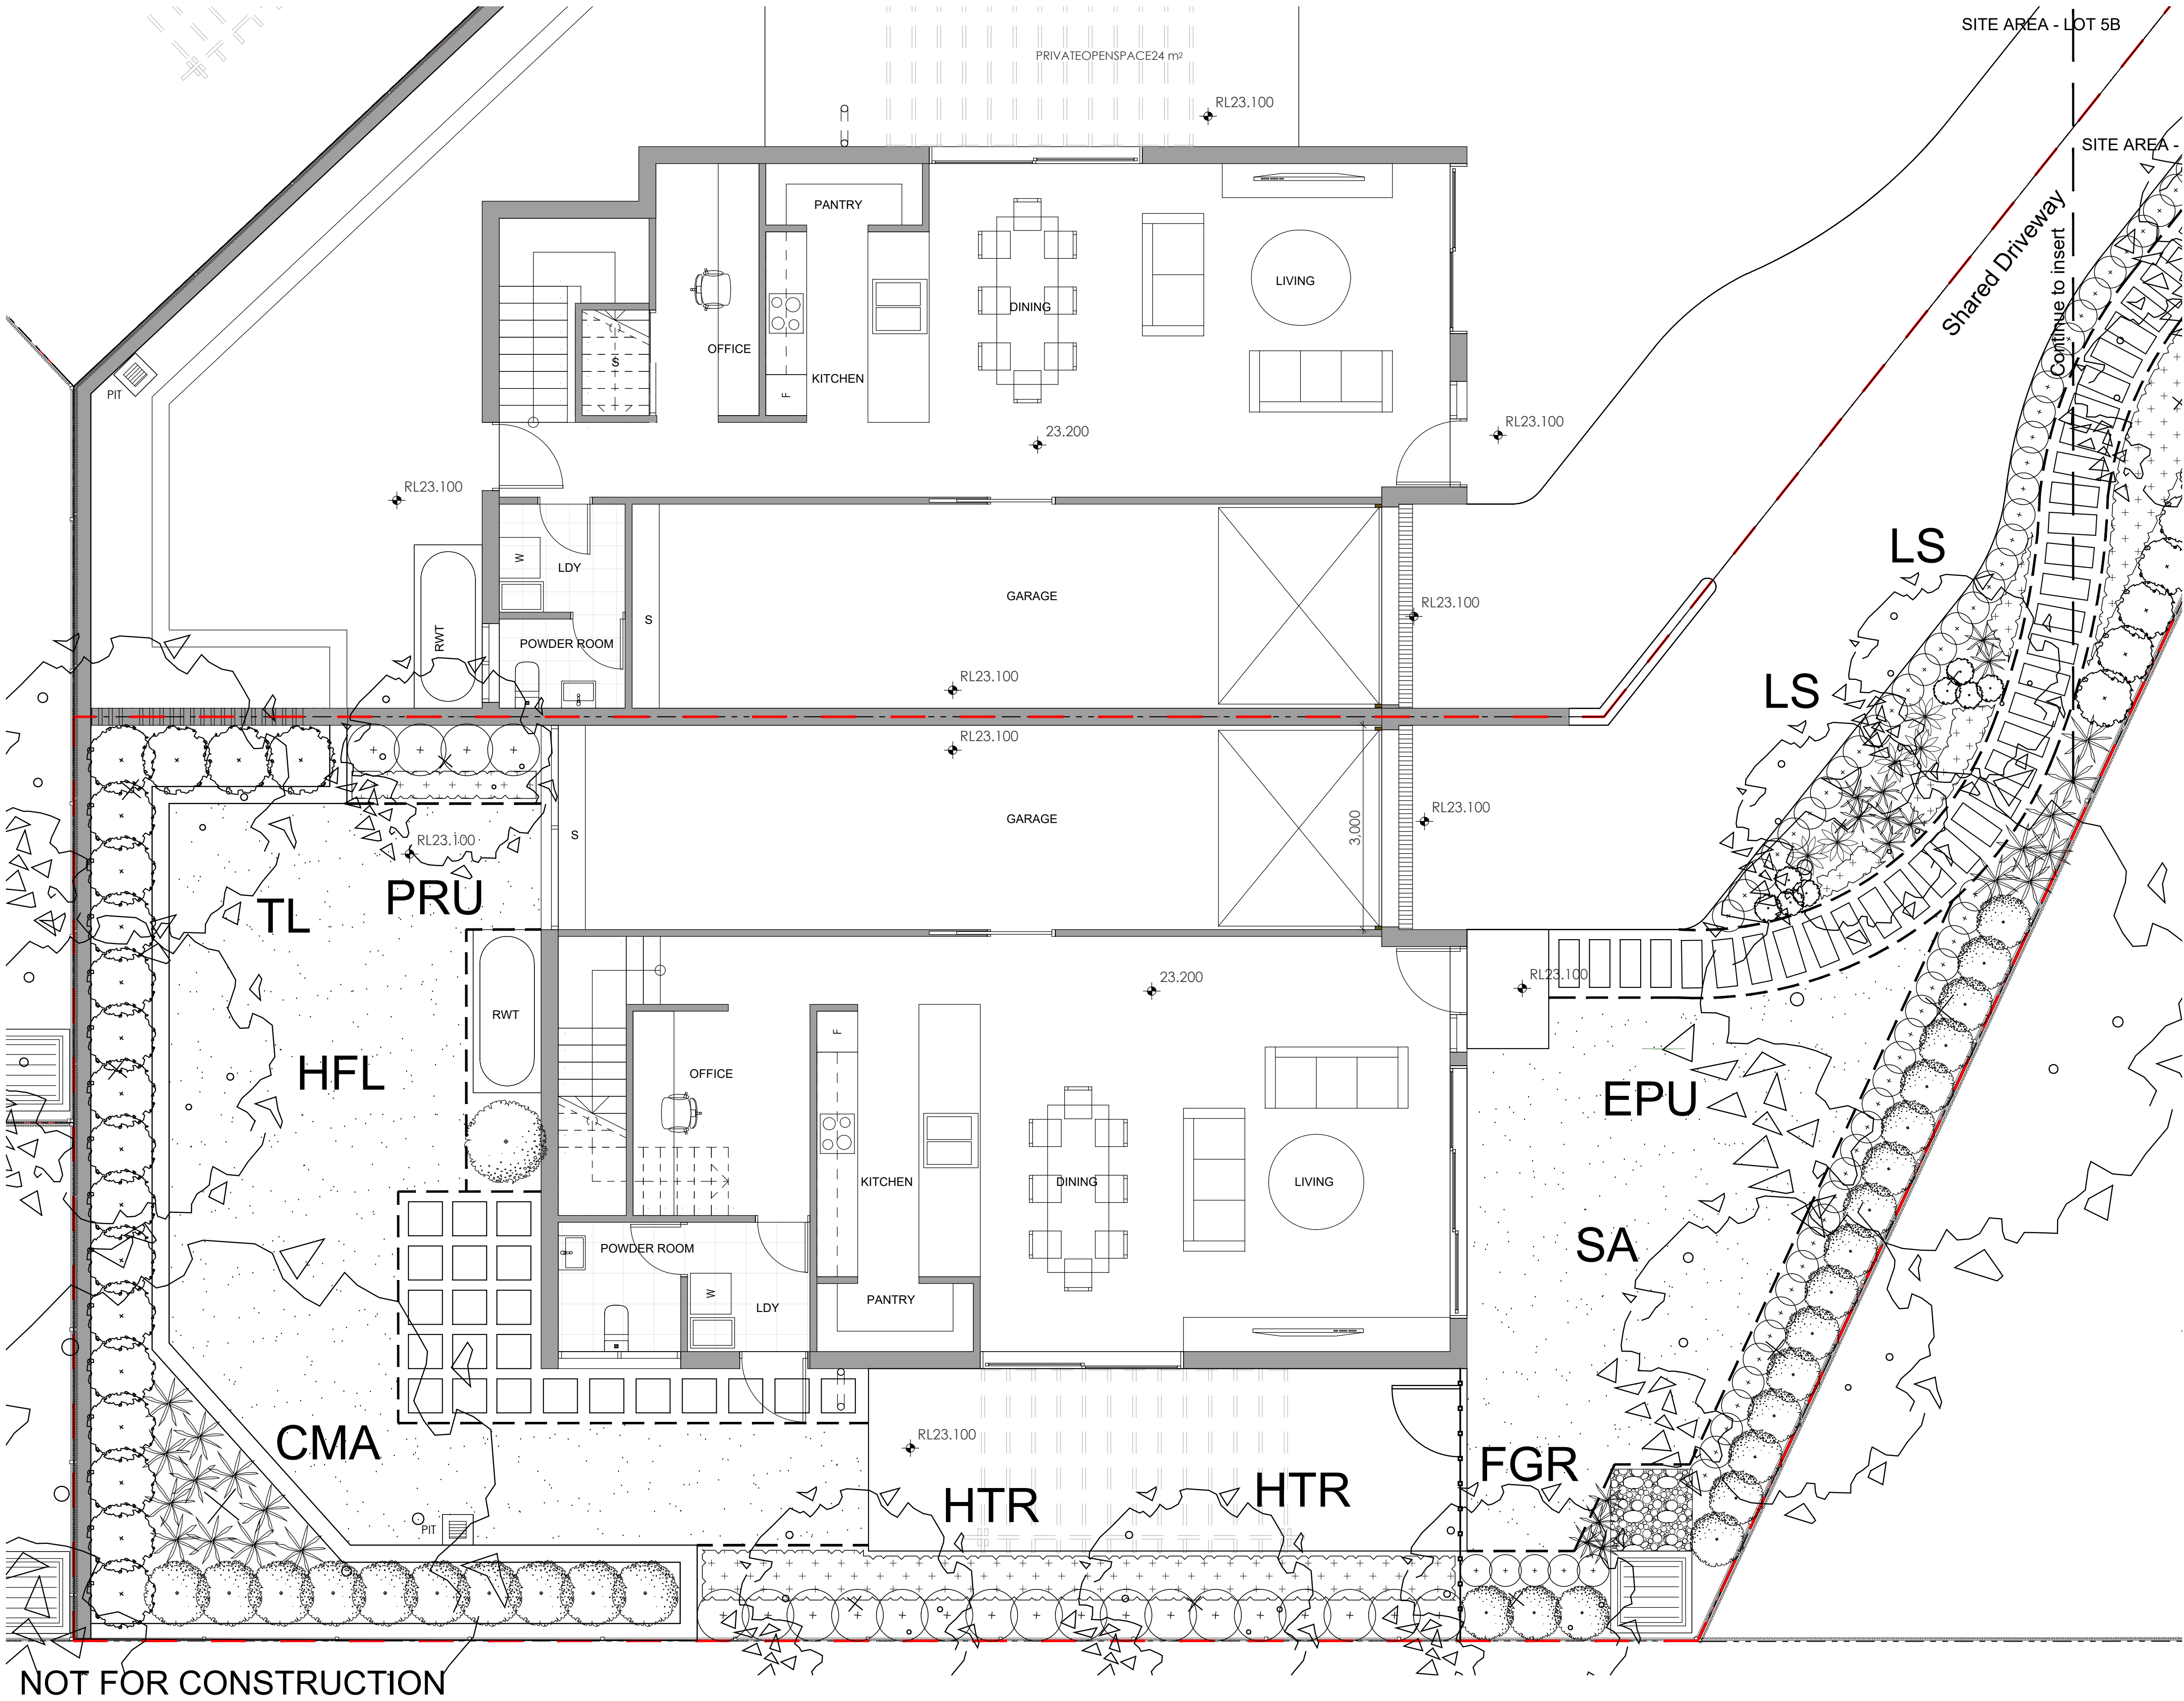 SITE AREA - LOT 5B
PRIVATEOPENSPACE24 m²
RL23.100
SITE AREA -
PANTRY
Shared Driveway
Continue to insert
LIVING
DINING
OFFICE
S
KITCHEN
F
PIT
RL23.100
23.200
RL23.100
LS
W
LDY
GARAGE
RL23.100
S
RWT
POWDER ROOM
RL23.100
LS
RL23.100
RL23.100
GARAGE
3,000
S
RL23.100
PRU
TL
RL23.100
23.200
RWT
F
HFL
OFFICE
EPU
KITCHEN
DINING
LIVING
SA
POWDER ROOM
W
LDY
PANTRY
CMA
RL23.100
FGR
HTR
HTR
PIT
NOT FOR CONSTRUCTION